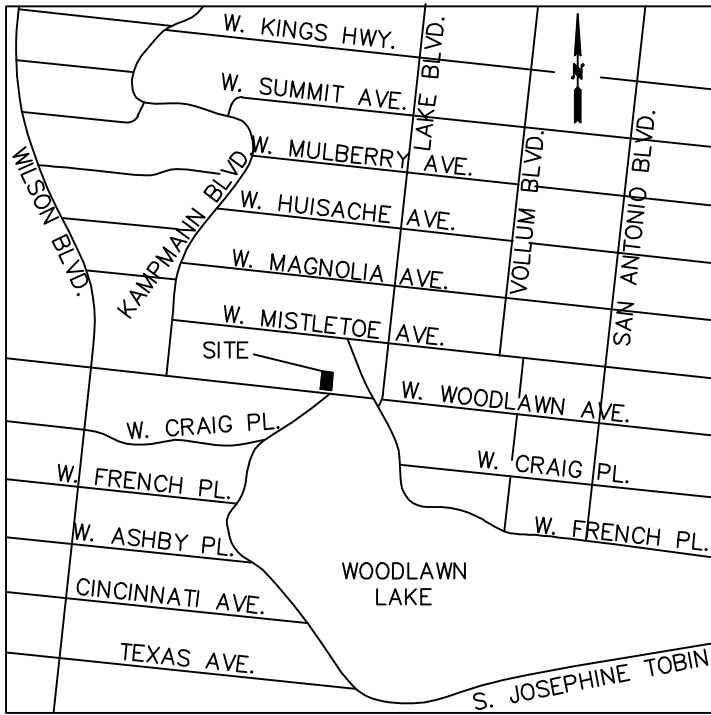 W. KINGS HWY.
N
W. SUMMIT AVE.
LAKE BLVD.
W. MULBERRY AVE.
VOLLUM BLVD.
SAN ANTONIO BLVD.
WILSON BLVD.
KAMPMANN BLVD.
W. HUISACHE AVE.
W. MAGNOLIA AVE.
W. MISTLETOE AVE.
SITE
W. WOODLAWN AVE.
W. CRAIG PL.
W. CRAIG PL.
W. FRENCH PL.
W. FRENCH PL.
W. ASHBY PL.
WOODLAWN
LAKE
CINCINNATI AVE.
TEXAS AVE.
S. JOSEPHINE TOBIN